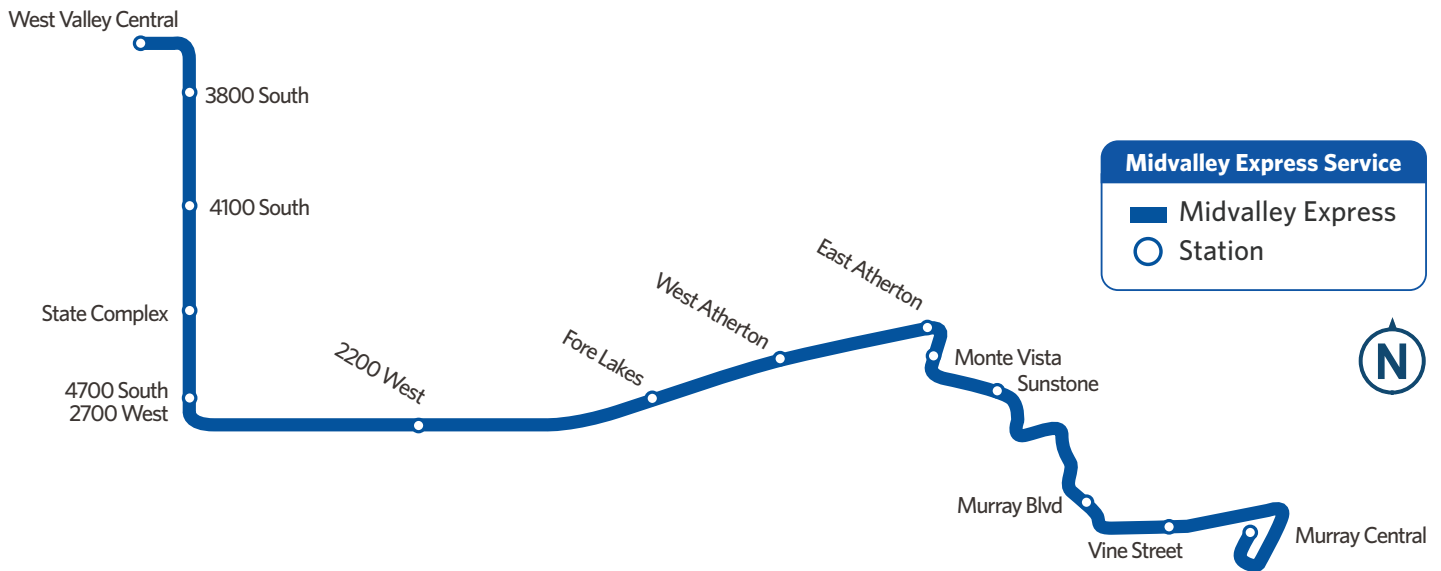 West Valley Central
3800 South
4100 South
State Complex
4700 South
2700 West
2200 West
Fore Lakes
West Atherton
East Atherton
Monte Vista
Sunstone
Murray Blvd
Vine Street
Murray Central
Midvalley Express Service
Midvalley Express
Station
N